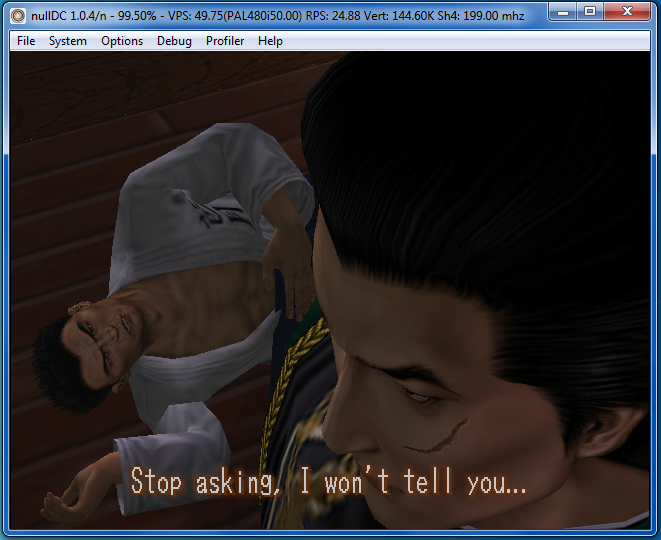 nullDC 1.0.4/n - 99.50% - VPS: 49.75(PAL480i50.00) RPS: 24.88 Vert: 144.60K Sh4: 199.00 mhz
File System Options Debug Profiler Help
Stop asking, I won't tell you...